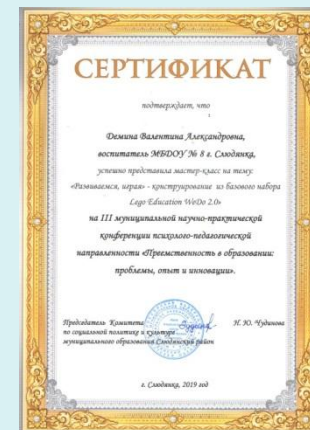 СЕРТИФИКАТ
подтверждает, что
Демина Валентина Александровна,
воспитатель МБДОУ № 8 г. Слюдянка,
успешно представила мастер-класс на тему:
«Развиваемся, играя» - конструирование из базового набора
Lego Education WeDo 2.0»
на III муниципальной научно-практической
конференции психолого-педагогической
направленности «Преемственность в образовании:
проблемы, опыт и инновации».
Председатель Комитета
Н. Ю. Чудинова
по социальной политике и культуре
муниципального образования Слюдянский район
г. Слюдянка, 2019 год